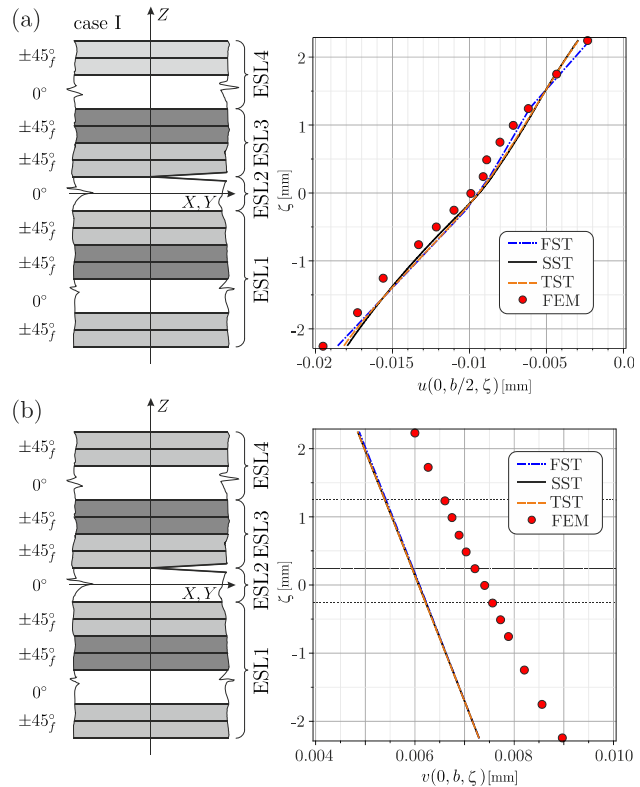 (a)
case I
Z
±45°f
0°
±45°f
±45°f
0°
±45°f
±45°f
0°
±45°f
X, Y
ESL4
ESL3
ESL2
ESL1
ζ [mm]
2
1
0
-1
-2
FST
SST
TST
FEM
-0.02 -0.015 -0.01 -0.005 0.0
u(0, b/2, ζ) [mm]
(b)
Z
±45°f
0°
±45°f
±45°f
0°
±45°f
±45°f
0°
±45°f
X, Y
ESL4
ESL3
ESL2
ESL1
ζ [mm]
2
1
0
-1
-2
FST
SST
TST
FEM
0.004 0.006 0.008 0.010
v(0, b, ζ) [mm]